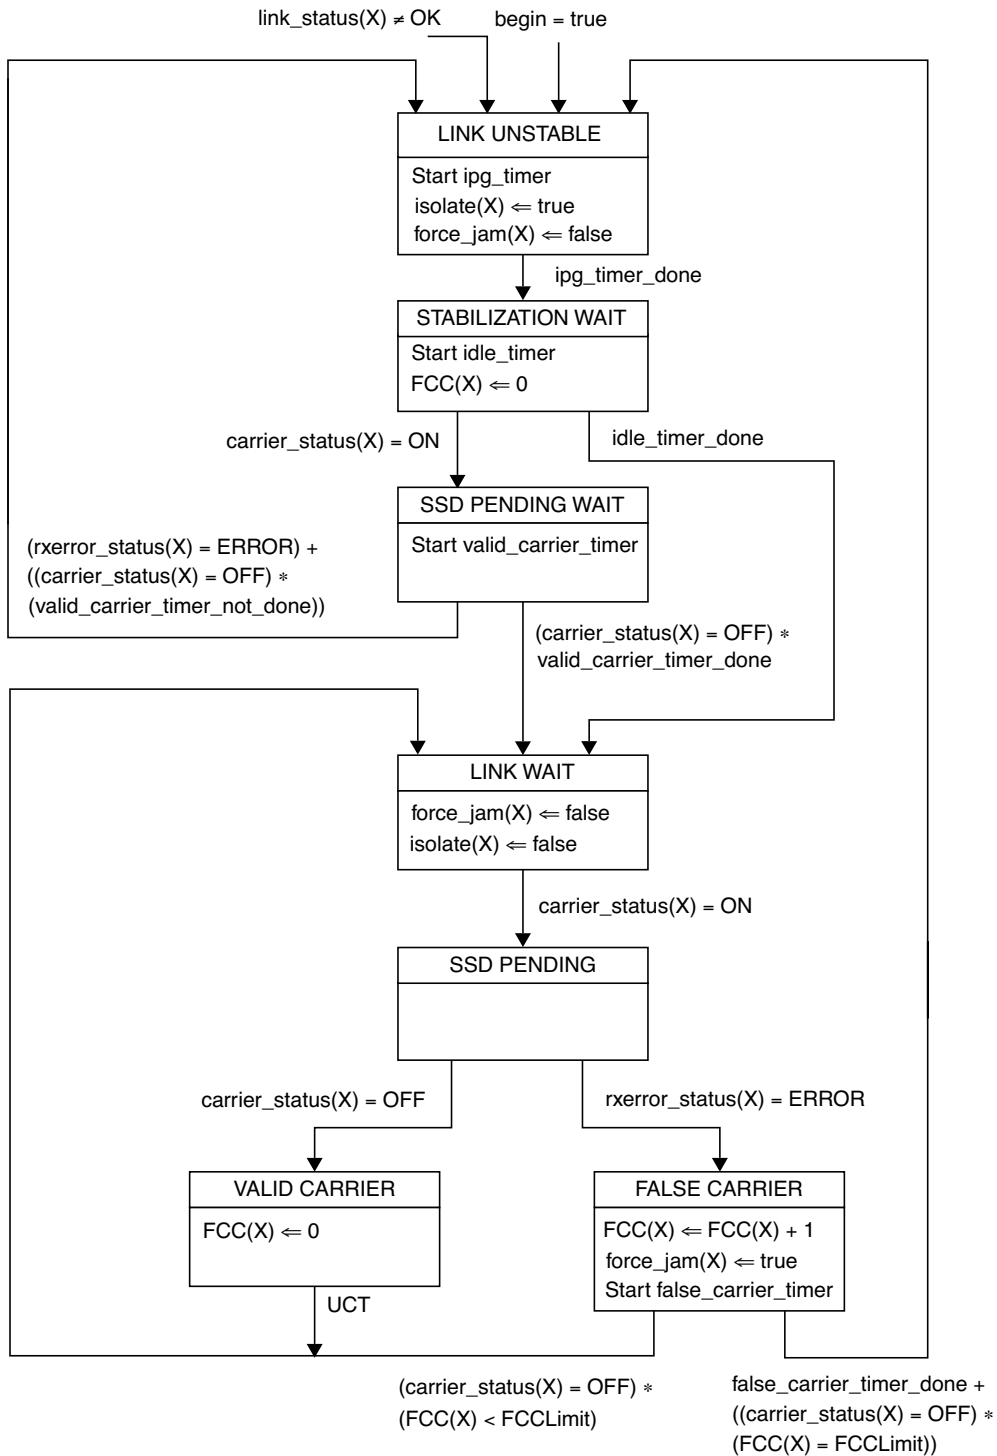 link_status(X) ≠ OK
begin = true
LINK UNSTABLE
Start ipg_timer
isolate(X) ⇐ true
force_jam(X) ⇐ false
ipg_timer_done
STABILIZATION WAIT
Start idle_timer
FCC(X) ⇐ 0
carrier_status(X) = ON
idle_timer_done
SSD PENDING WAIT
Start valid_carrier_timer
(rxerror_status(X) = ERROR) +
((carrier_status(X) = OFF) ∗
(valid_carrier_timer_not_done))
(carrier_status(X) = OFF) ∗
valid_carrier_timer_done
LINK WAIT
force_jam(X) ⇐ false
isolate(X) ⇐ false
carrier_status(X) = ON
SSD PENDING
carrier_status(X) = OFF
rxerror_status(X) = ERROR
VALID CARRIER
FCC(X) ⇐ 0
UCT
FALSE CARRIER
FCC(X) ⇐ FCC(X) + 1
force_jam(X) ⇐ true
Start false_carrier_timer
(carrier_status(X) = OFF) ∗
(FCC(X) < FCCLimit)
false_carrier_timer_done +
((carrier_status(X) = OFF) ∗
(FCC(X) = FCCLimit))